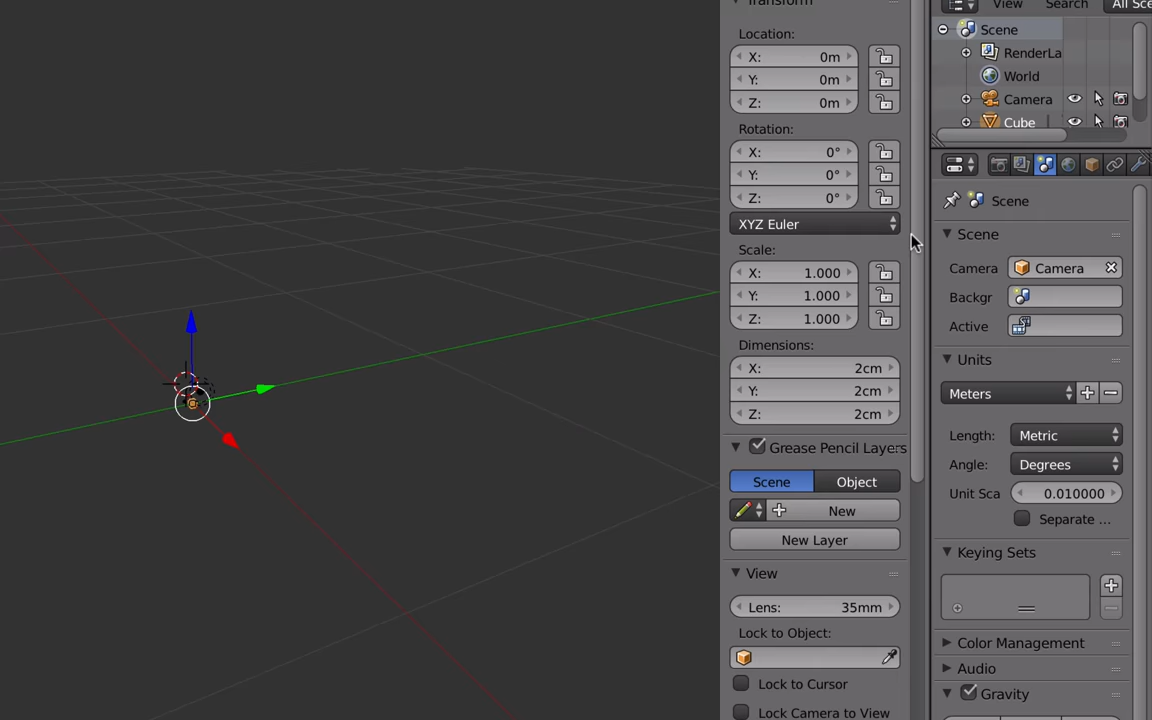 Transform
Location:
X: 0m
Y: 0m
Z: 0m
Rotation:
X: 0°
Y: 0°
Z: 0°
XYZ Euler
Scale:
X: 1.000
Y: 1.000
Z: 1.000
Dimensions:
X: 2cm
Y: 2cm
Z: 2cm
Grease Pencil Layers
Scene Object
New
New Layer
View
Lens: 35mm
Lock to Object:
Lock to Cursor
Lock Camera to View
View Search All Sce
Scene
RenderLa
World
Camera
Cube
Scene
Scene
Camera Camera
Backgr
Active
Units
Meters
Length: Metric
Angle: Degrees
Unit Sca 0.010000
Separate ...
Keying Sets
Color Management
Audio
Gravity